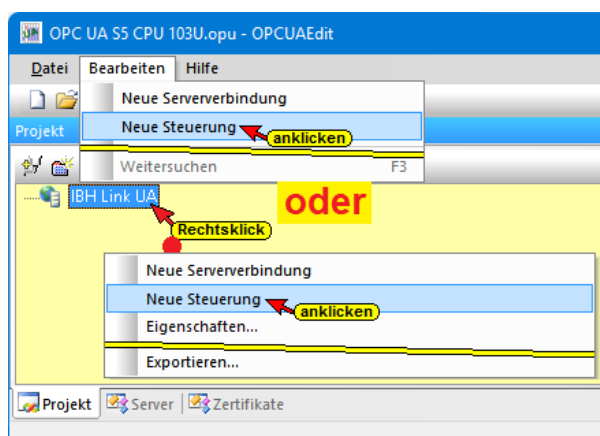 OPC UA S5 CPU 103U.opu - OPCUAEdit
Datei Bearbeiten Hilfe
Neue Serververbindung
Neue Steuerung anklicken
Projekt
Weitersuchen F3
IBH Link UA
oder
Rechtsklick
Neue Serververbindung
Neue Steuerung anklicken
Eigenschaften...
Exportieren...
Projekt Server Zertifikate